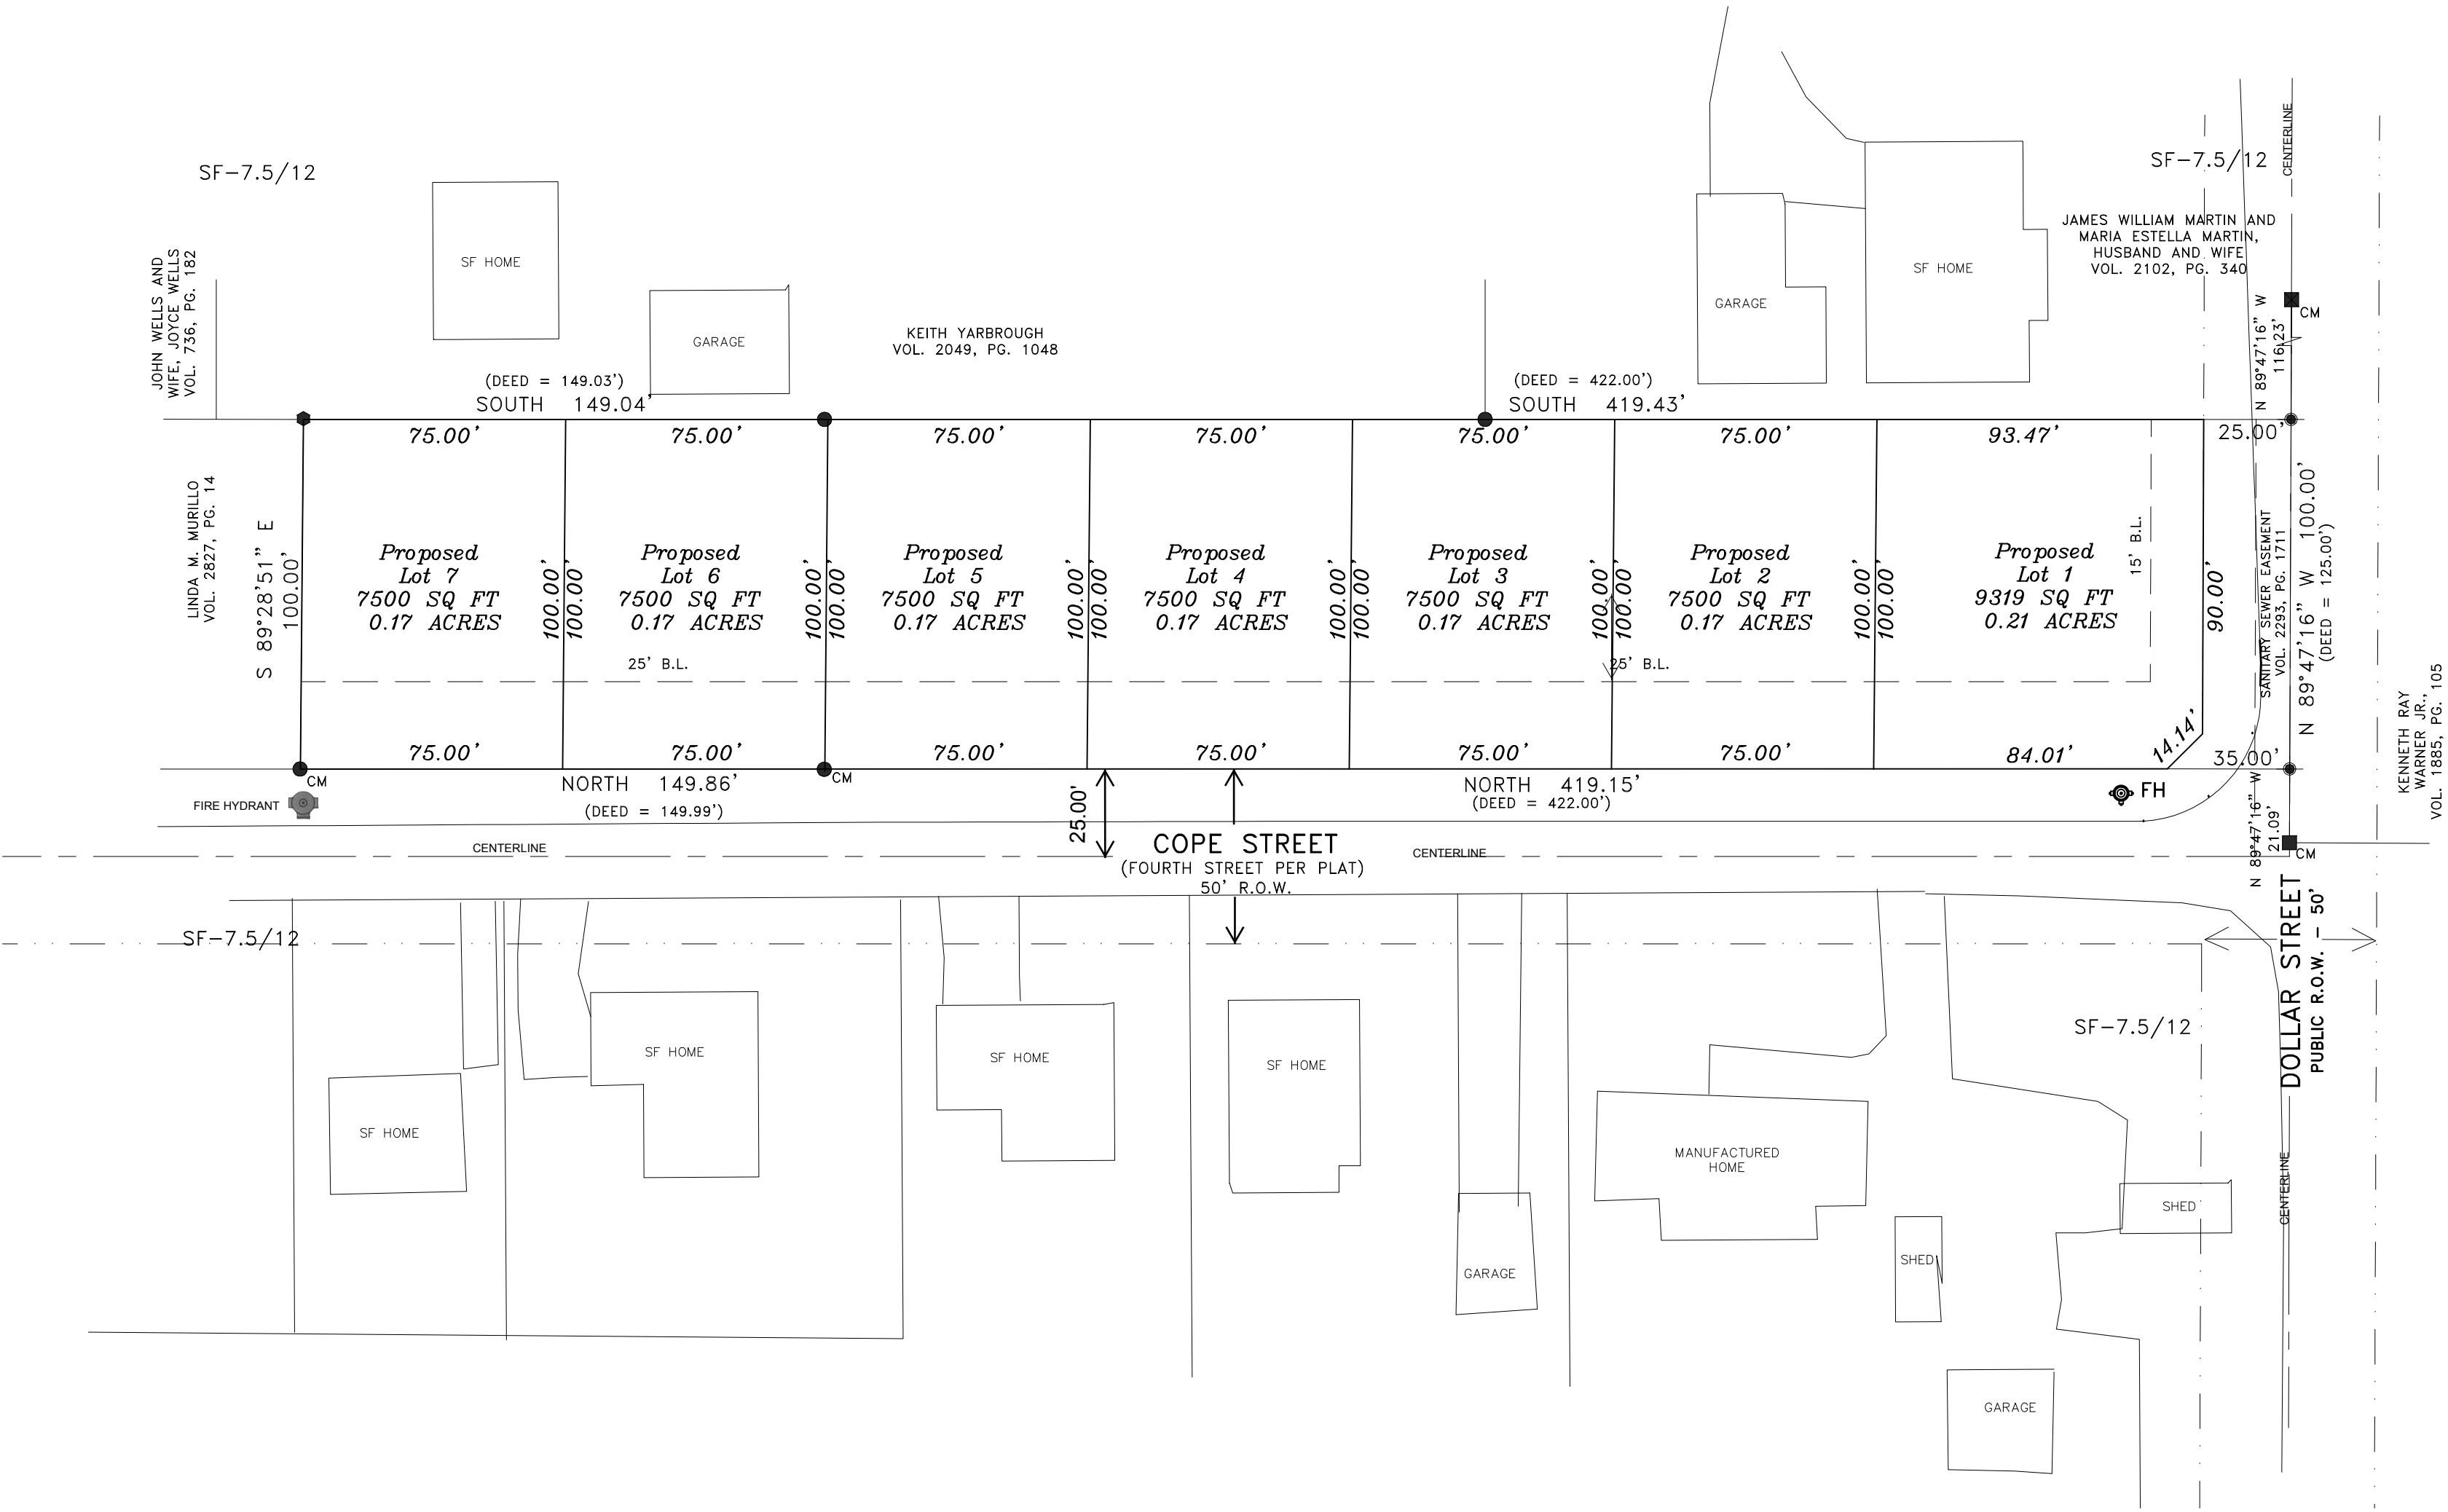 CENTERLINE
SF-7.5/12
SF-7.5/12
JAMES WILLIAM MARTIN AND
MARIA ESTELLA MARTIN,
HUSBAND AND WIFE
VOL. 2102, PG. 340
JOHN WELLS AND
WIFE, JOYCE WELLS
VOL. 736, PG. 182
SF HOME
GARAGE
KEITH YARBROUGH
VOL. 2049, PG. 1048
GARAGE
SF HOME
N 89°47'16" W
116.23'
CM
(DEED = 149.03')
SOUTH 149.04'
(DEED = 422.00')
SOUTH 419.43'
75.00'
75.00'
75.00'
75.00'
75.00'
75.00'
93.47'
25.00'
LINDA M. MURILLO
VOL. 2827, PG. 14
S 89°28'51" E
100.00'
Proposed
Lot 7
7500 SQ FT
0.17 ACRES
100.00'
100.00'
Proposed
Lot 6
7500 SQ FT
0.17 ACRES
100.00'
100.00'
Proposed
Lot 5
7500 SQ FT
0.17 ACRES
100.00'
100.00'
Proposed
Lot 4
7500 SQ FT
0.17 ACRES
100.00'
100.00'
Proposed
Lot 3
7500 SQ FT
0.17 ACRES
100.00'
100.00'
Proposed
Lot 2
7500 SQ FT
0.17 ACRES
100.00'
100.00'
Proposed
Lot 1
9319 SQ FT
0.21 ACRES
15' B.L.
90.00'
SANITARY SEWER EASEMENT
VOL. 2293, PG. 1711
N 89°47'16" W 100.00'
(DEED = 125.00')
25' B.L.
25' B.L.
KENNETH RAY
WARNER JR.,
VOL. 1885, PG. 105
75.00'
75.00'
75.00'
75.00'
75.00'
75.00'
84.01'
14.14'
35.00'
CM
CM
NORTH 149.86'
(DEED = 149.99')
NORTH 419.15'
(DEED = 422.00')
FIRE HYDRANT
FH
N 89°47'16" W
21.09'
CM
25.00'
CENTERLINE
COPE STREET
(FOURTH STREET PER PLAT)
50' R.O.W.
CENTERLINE
SF-7.5/12
DOLLAR STREET
PUBLIC R.O.W. - 50'
SF-7.5/12
SF HOME
SF HOME
SF HOME
SF HOME
MANUFACTURED
HOME
GARAGE
SHED
SHED
CENTERLINE
GARAGE